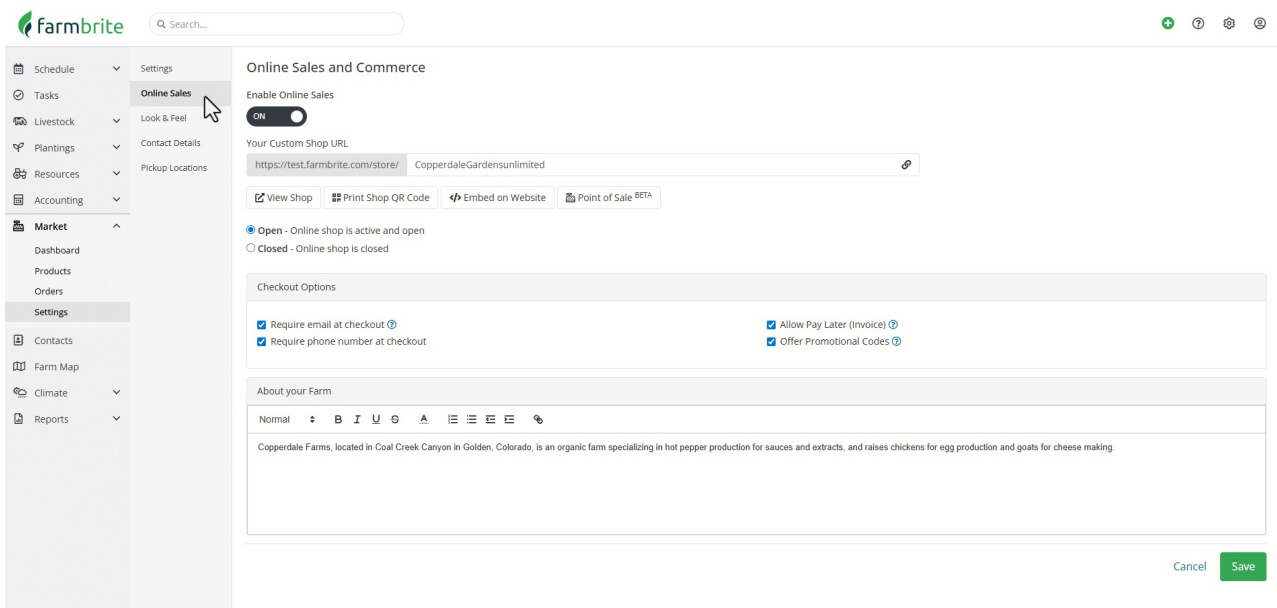 farmbrite
Search...
Schedule
Tasks
Livestock
Plantings
Resources
Accounting
Market
Dashboard
Products
Orders
Settings
Contacts
Farm Map
Climate
Reports
Settings
Online Sales
Look & Feel
Contact Details
Pickup Locations
Online Sales and Commerce
Enable Online Sales
ON
Your Custom Shop URL
https://test.farmbrite.com/store/ CopperdaleGardensunlimited
View Shop Print Shop QR Code Embed on Website Point of Sale BETA
Open - Online shop is active and open
Closed - Online shop is closed
Checkout Options
Require email at checkout Allow Pay Later (Invoice)
Require phone number at checkout Offer Promotional Codes
About your Farm
Normal B I U S A
Copperdale Farms, located in Coal Creek Canyon in Golden, Colorado, is an organic farm specializing in hot pepper production for sauces and extracts, and raises chickens for egg production and goats for cheese making.
Cancel Save